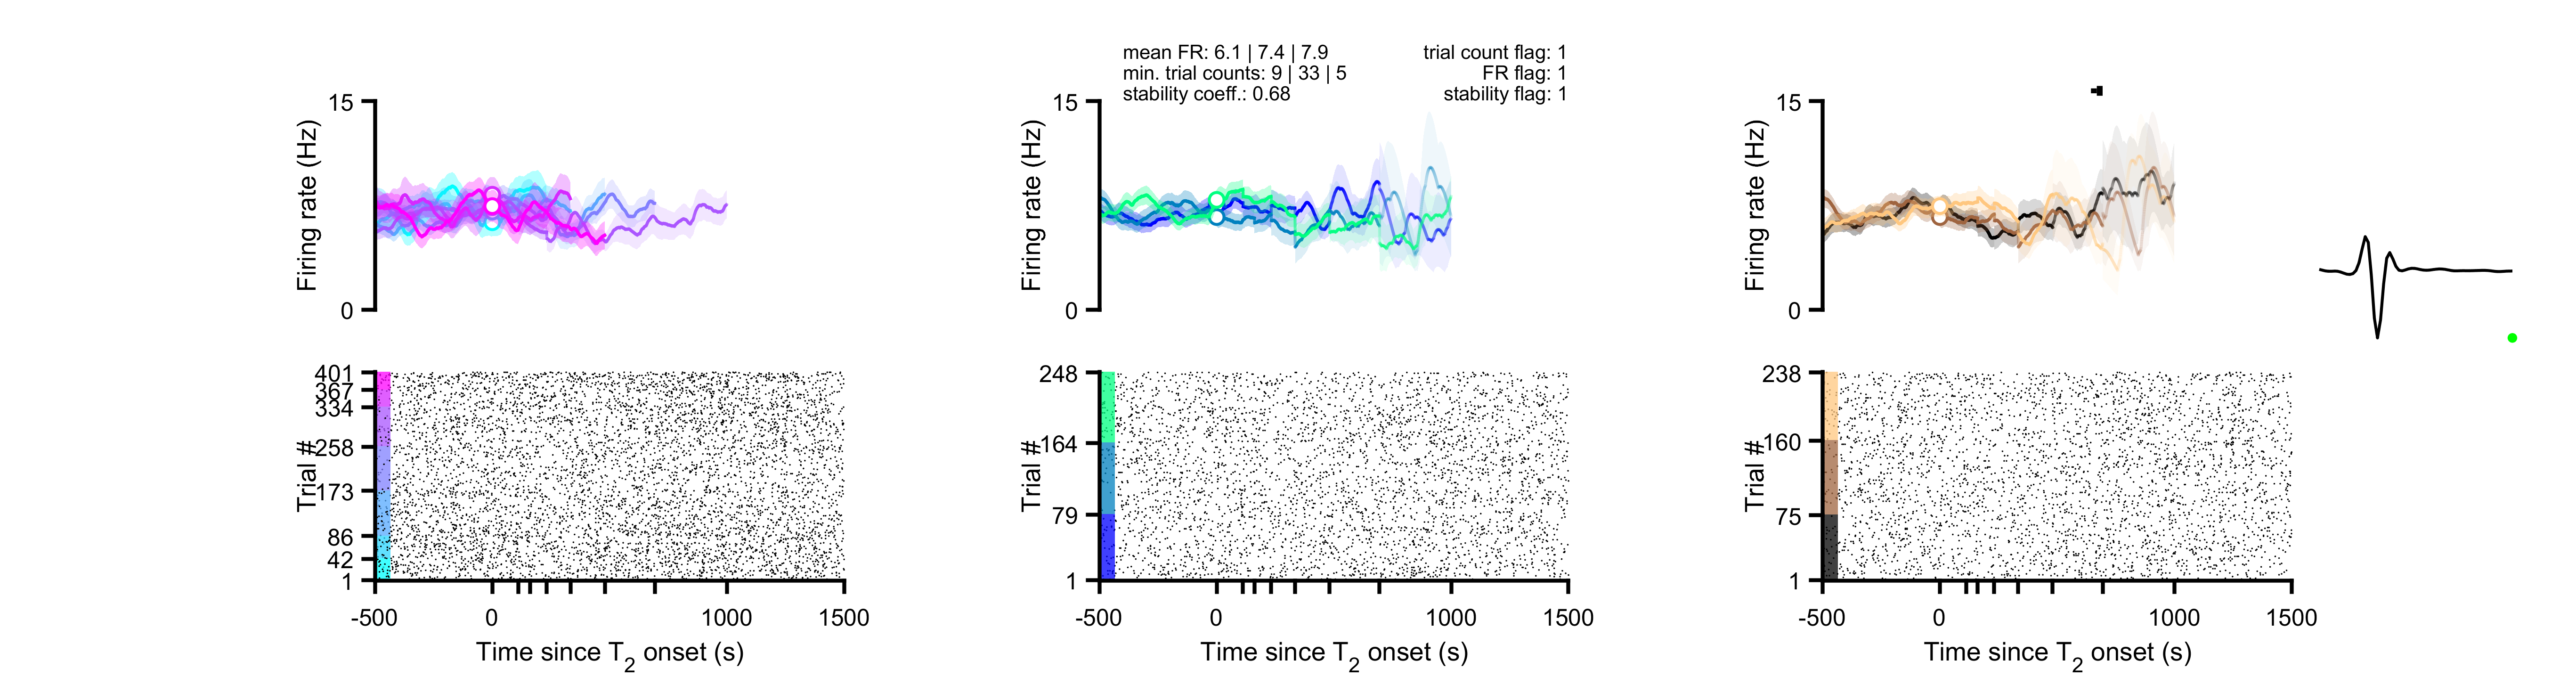 mean FR: 6.1 | 7.4 | 7.9
min. trial counts: 9 | 33 | 5
stability coeff.: 0.68
trial count flag: 1
FR flag: 1
stability flag: 1
15
Firing rate (Hz)
0
15
Firing rate (Hz)
0
15
Firing rate (Hz)
0
401
367
334
258
173
86
42
1
Trial #
-500
0
1000
1500
Time since T2 onset (s)
248
164
79
1
Trial #
-500
0
1000
1500
Time since T2 onset (s)
238
160
75
1
Trial #
-500
0
1000
1500
Time since T2 onset (s)